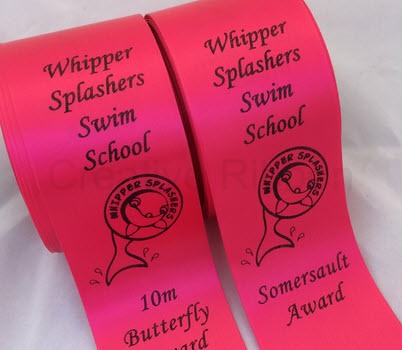 Whipper
Splashers
Swim
School
WHIPPER SPLASHERS
10m
Butterfly
Whipper
Splashers
Swim
School
WHIPPER SPLASHERS
Somersault
Award